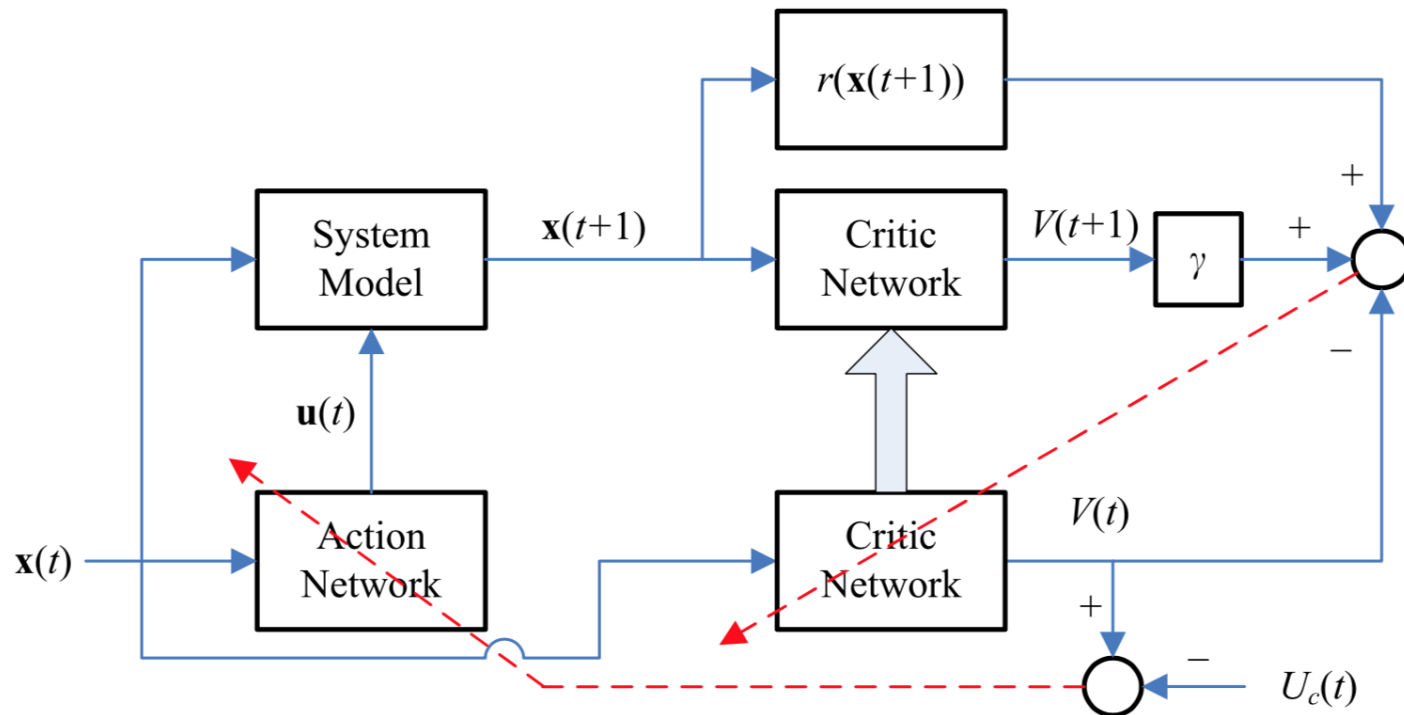 r(x(t+1))
+
System
Model
x(t+1)
Critic
Network
V(t+1)
γ
+
−
u(t)
x(t)
Action
Network
Critic
Network
V(t)
+
−
U_c(t)